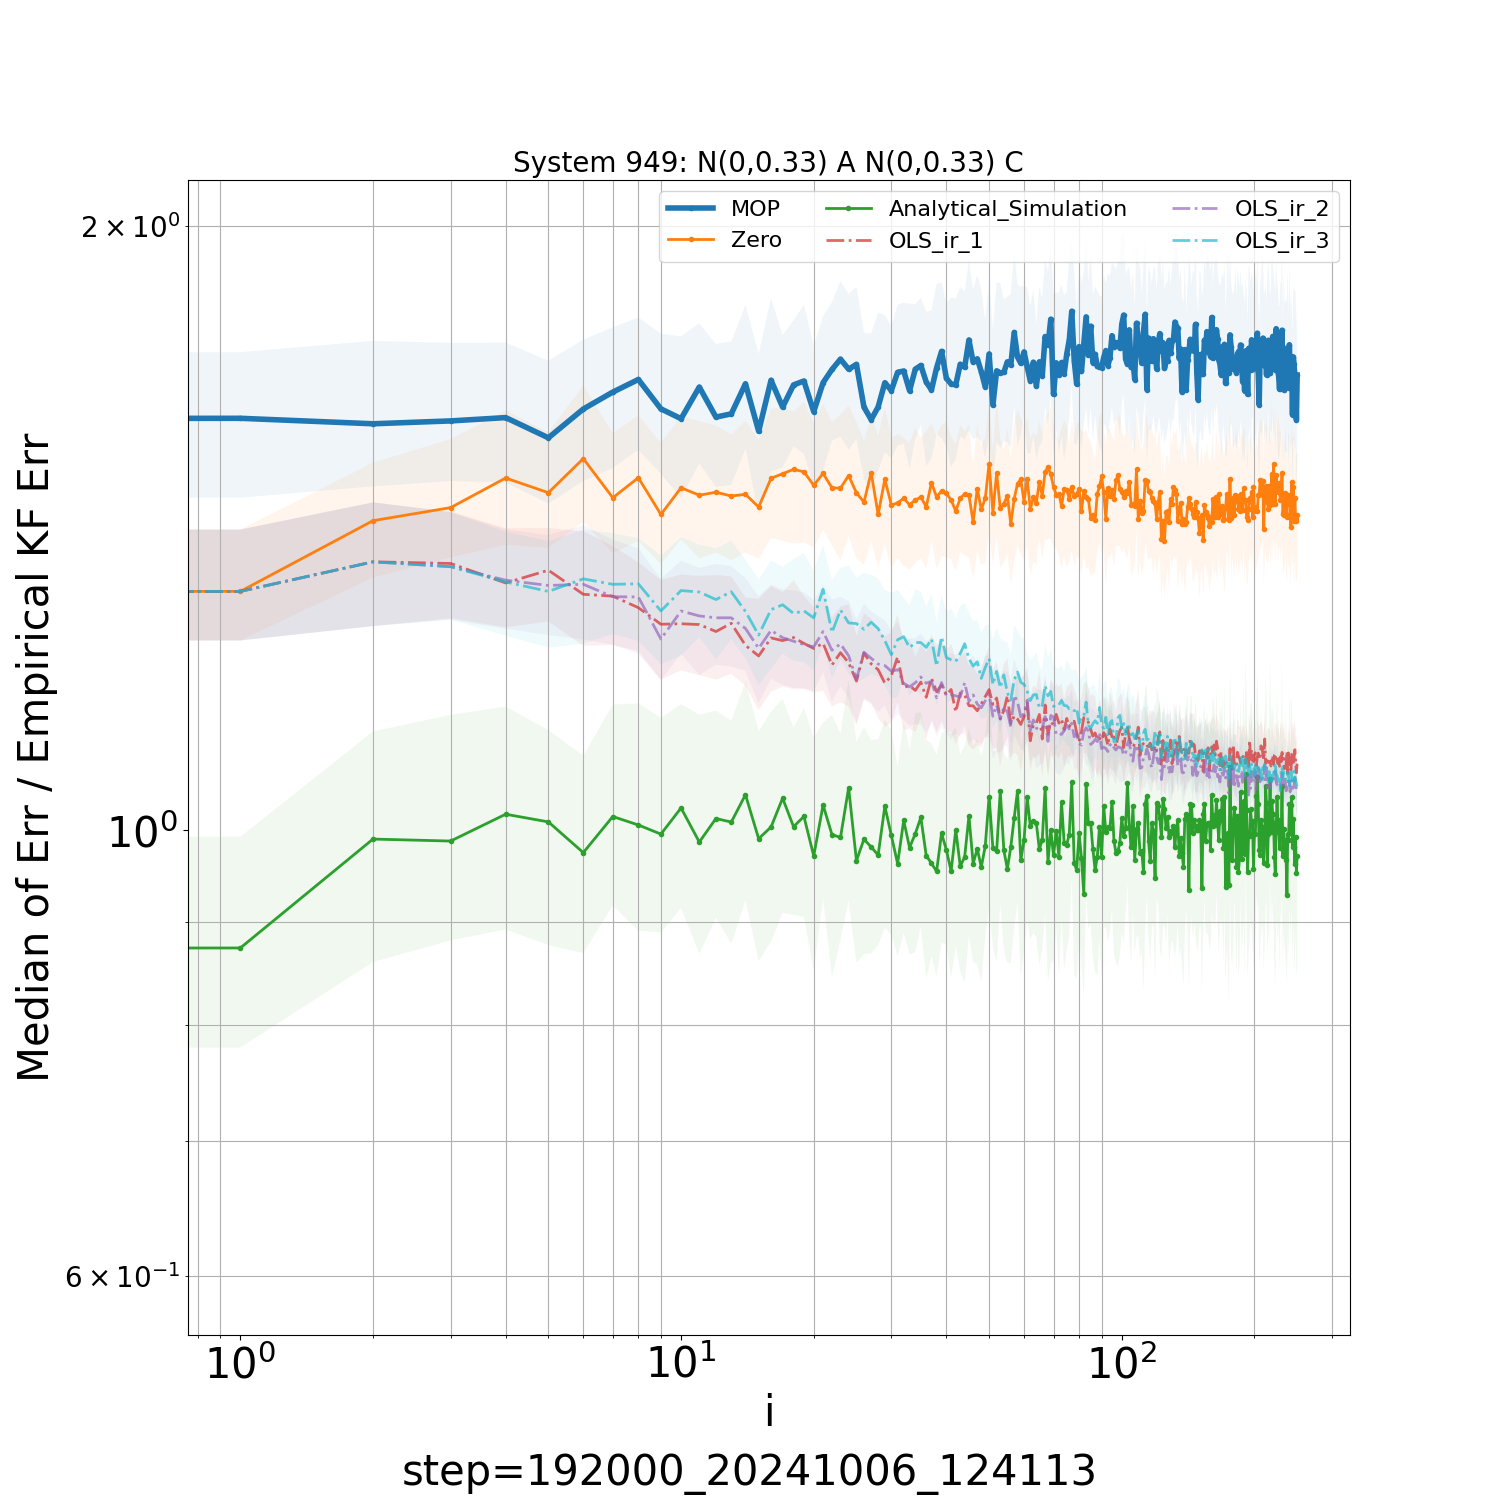 System 949: N(0,0.33) A N(0,0.33) C
MOP
Zero
Analytical_Simulation
OLS_ir_1
OLS_ir_2
OLS_ir_3
Median of Err / Empirical KF Err
2 × 10⁰
10⁰
6 × 10⁻¹
10⁰ 10¹ 10²
i
step=192000_20241006_124113